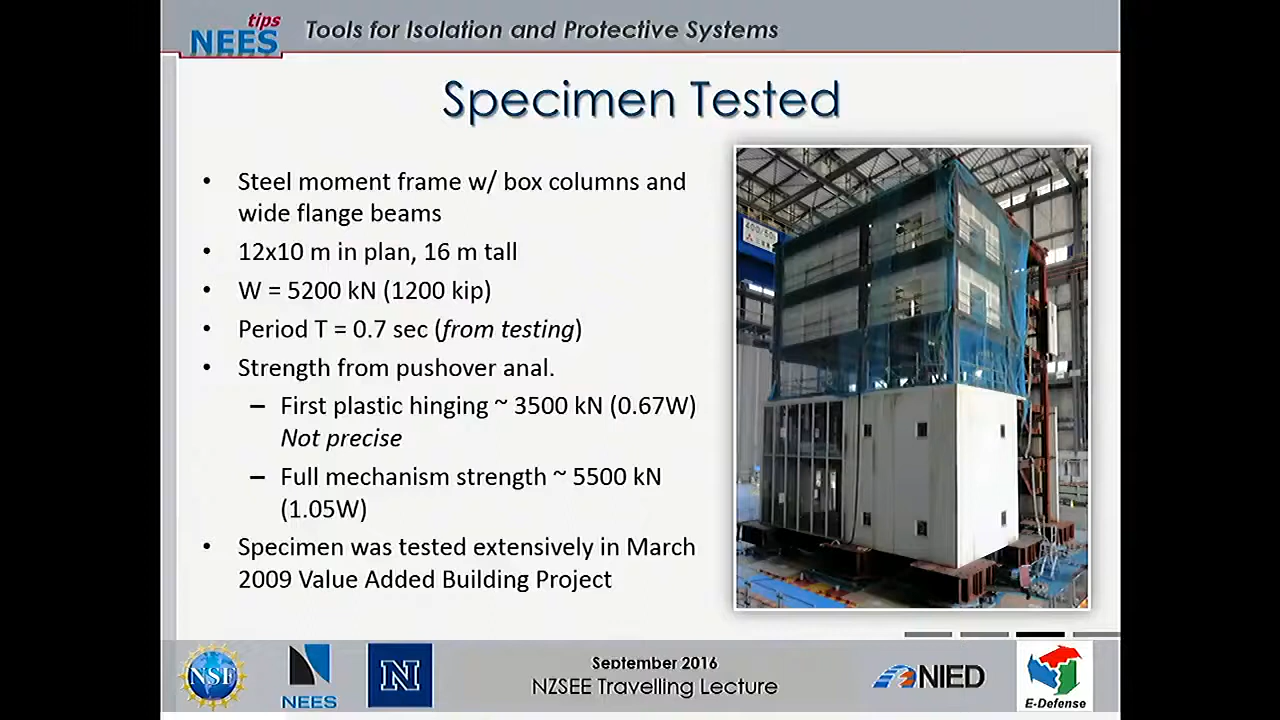 tips
NEES
Tools for Isolation and Protective Systems
Specimen Tested
• Steel moment frame w/ box columns and
wide flange beams
• 12x10 m in plan, 16 m tall
• W = 5200 kN (1200 kip)
• Period T = 0.7 sec (from testing)
• Strength from pushover anal.
– First plastic hinging ~ 3500 kN (0.67W)
Not precise
– Full mechanism strength ~ 5500 kN
(1.05W)
• Specimen was tested extensively in March
2009 Value Added Building Project
NSF
NEES
N
September 2016
NZSEE Travelling Lecture
NIED
E-Defense